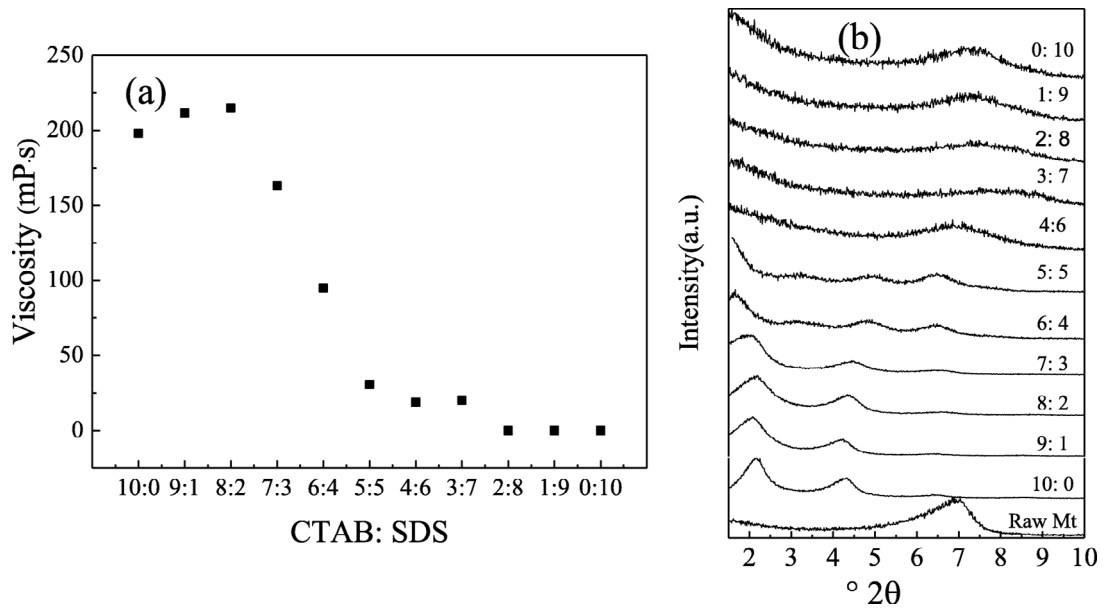 (a)
Viscosity (mP·s)
250
200
150
100
50
0
10:0 9:1 8:2 7:3 6:4 5:5 4:6 3:7 2:8 1:9 0:10
CTAB: SDS
(b)
Intensity(a.u.)
0: 10
1: 9
2: 8
3: 7
4:6
5: 5
6: 4
7: 3
8: 2
9: 1
10: 0
Raw Mt
2 3 4 5 6 7 8 9 10
° 2θ